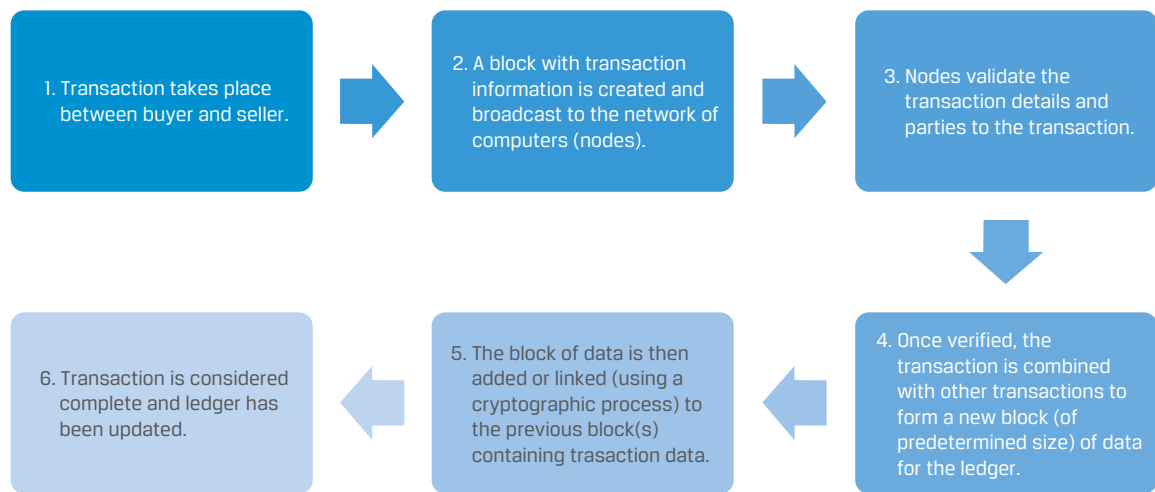 1. Transaction takes place
between buyer and seller.
2. A block with transaction
information is created and
broadcast to the network of
computers (nodes).
3. Nodes validate the
transaction details and
parties to the transaction.
4. Once verified, the
transaction is combined
with other transactions to
form a new block (of
predetermined size) of data
for the ledger.
5. The block of data is then
added or linked (using a
cryptographic process) to
the previous block(s)
containing trasaction data.
6. Transaction is considered
complete and ledger has
been updated.